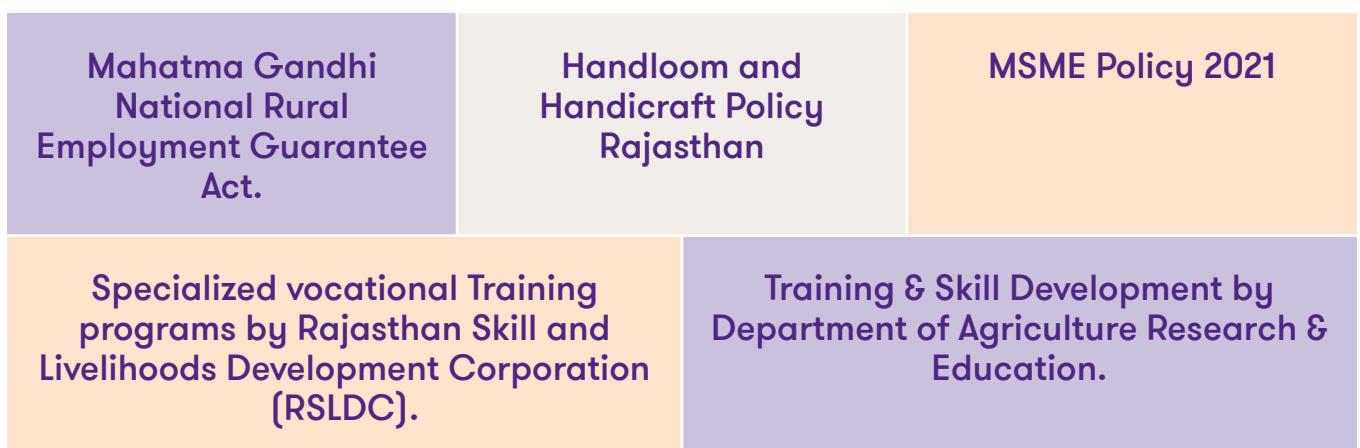 Mahatma Gandhi
National Rural
Employment Guarantee
Act.
Handloom and
Handicraft Policy
Rajasthan
MSME Policy 2021
Specialized vocational Training
programs by Rajasthan Skill and
Livelihoods Development Corporation
(RSLDC).
Training & Skill Development by
Department of Agriculture Research &
Education.